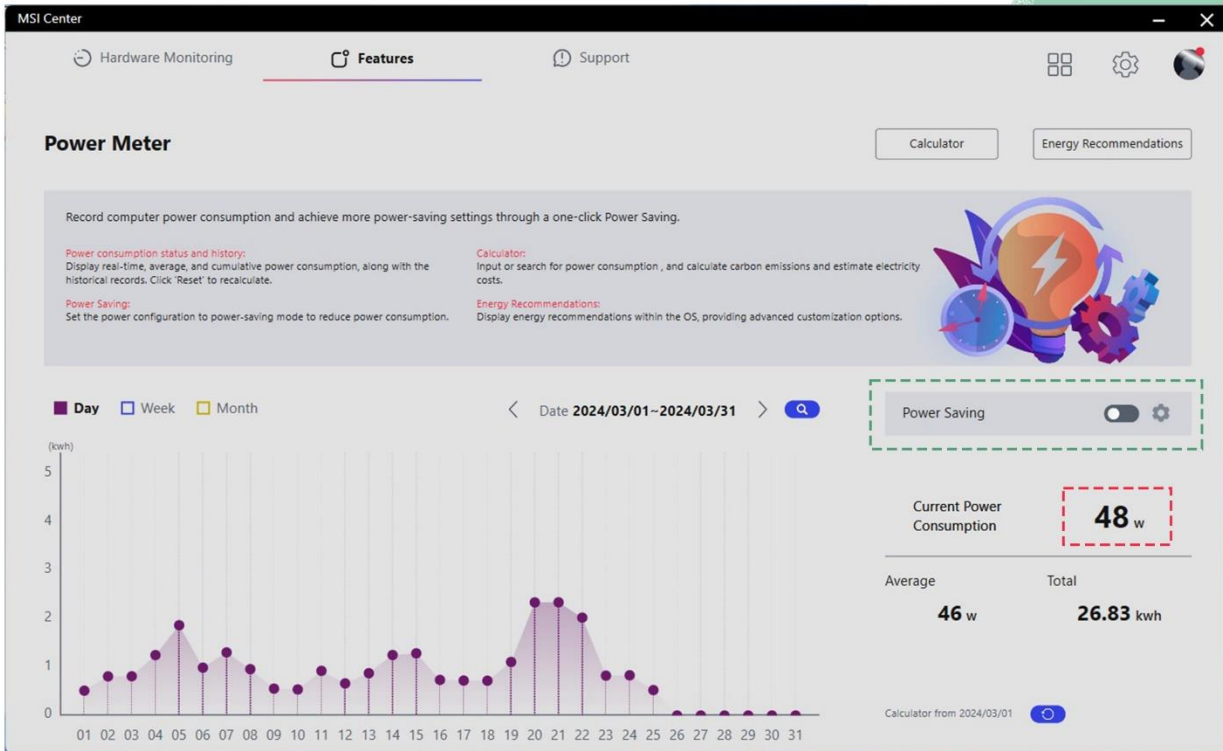 MSI Center
Hardware Monitoring
Features
Support
Power Meter
Calculator
Energy Recommendations
Record computer power consumption and achieve more power-saving settings through a one-click Power Saving.
Power consumption status and history:
Display real-time, average, and cumulative power consumption, along with the
historical records. Click 'Reset' to recalculate.
Power Saving:
Set the power configuration to power-saving mode to reduce power consumption.
Calculator:
Input or search for power consumption , and calculate carbon emissions and estimate electricity
costs.
Energy Recommendations:
Display energy recommendations within the OS, providing advanced customization options.
Day Week Month
Date 2024/03/01~2024/03/31
Power Saving
(kwh)
5
4
3
2
1
0
01 02 03 04 05 06 07 08 09 10 11 12 13 14 15 16 17 18 19 20 21 22 23 24 25 26 27 28 29 30 31
Current Power
Consumption
48 w
Average
46 w
Total
26.83 kwh
Calculator from 2024/03/01